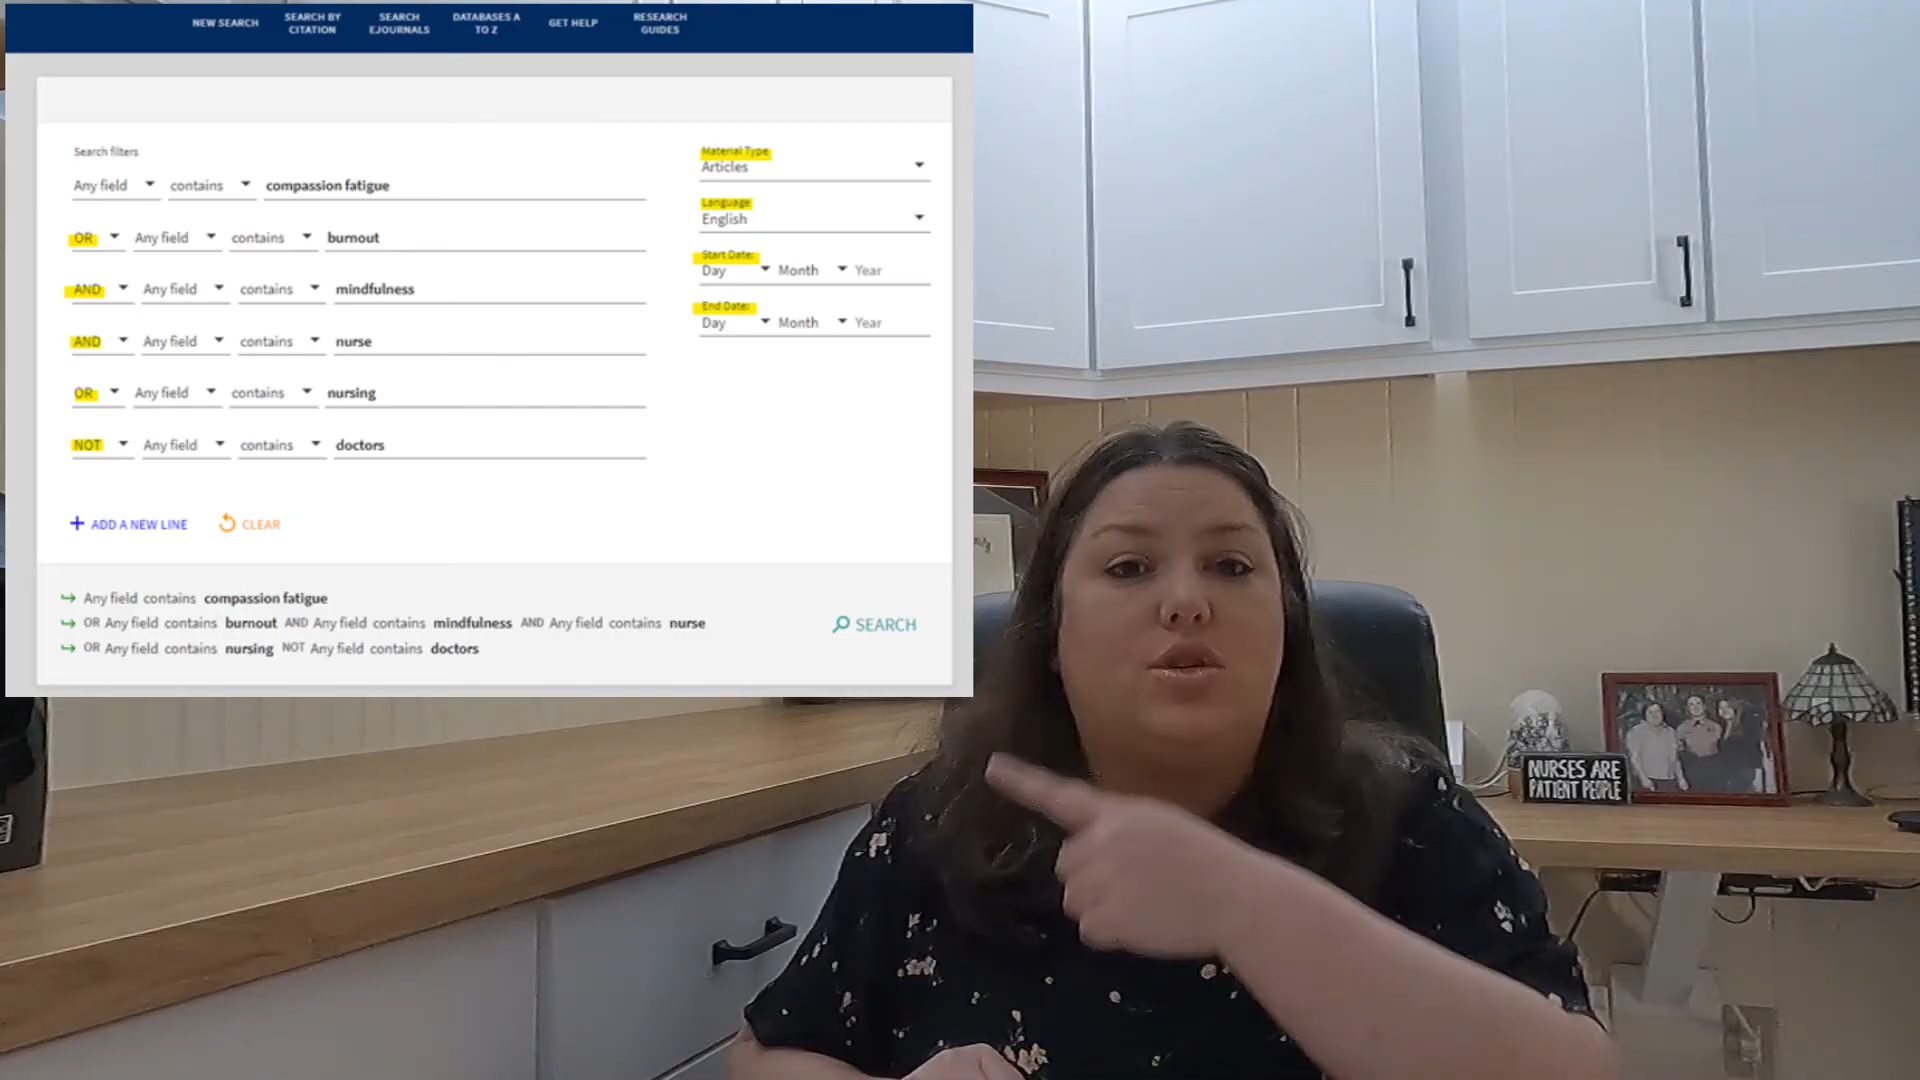 NEW SEARCH
SEARCH BY CITATION
SEARCH EJOURNALS
DATABASES A TO Z
GET HELP
RESEARCH GUIDES
Search filters
Any field contains compassion fatigue
OR Any field contains burnout
AND Any field contains mindfulness
AND Any field contains nurse
OR Any field contains nursing
NOT Any field contains doctors
Material Type
Articles
Language
English
Start Date:
Day Month Year
End Date:
Day Month Year
+ ADD A NEW LINE CLEAR
Any field contains compassion fatigue
OR Any field contains burnout AND Any field contains mindfulness AND Any field contains nurse
OR Any field contains nursing NOT Any field contains doctors
SEARCH
NURSES ARE
PATIENT PEOPLE